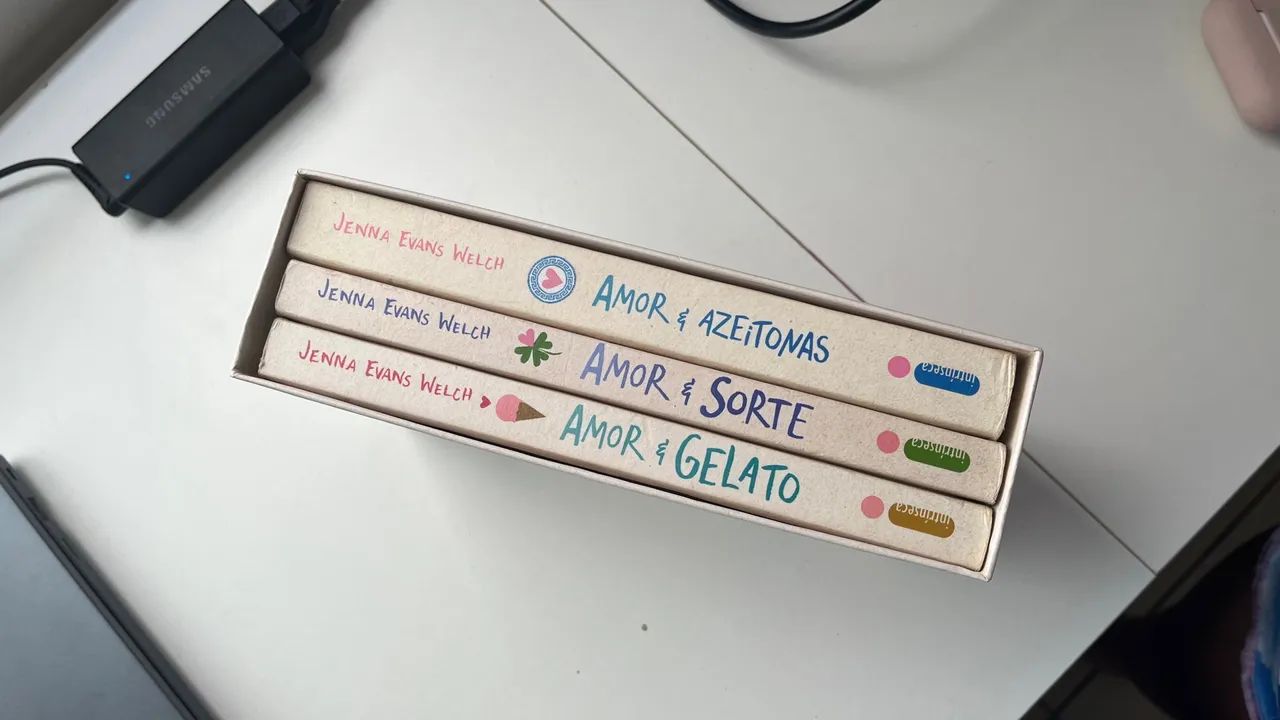 SAMSUNG
JENNA EVANS WELCH AMOR & AZEITONAS intrínseca
JENNA EVANS WELCH AMOR & SORTE intrínseca
JENNA EVANS WELCH AMOR & GELATO intrínseca